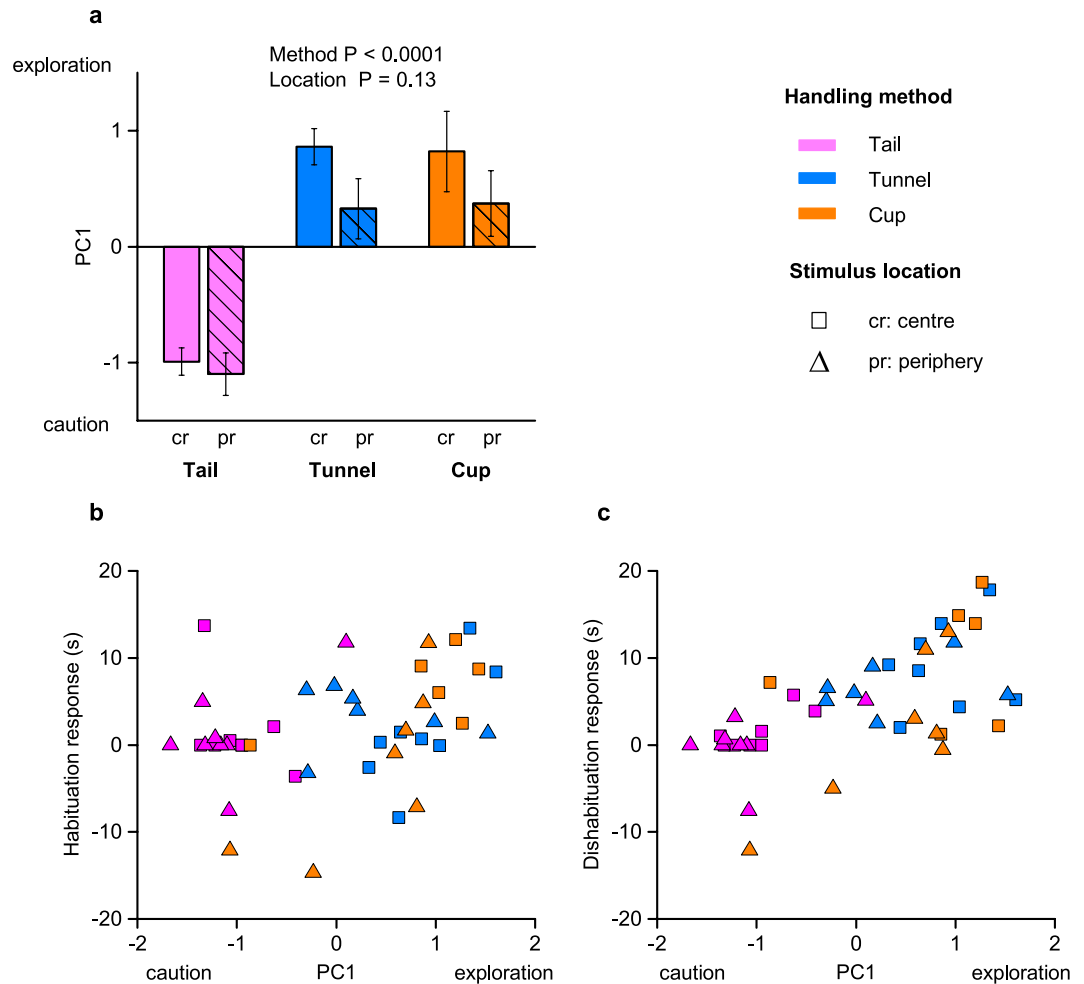 a
Method P < 0.0001
Location P = 0.13
exploration
1
0
-1
PC1
caution
cr pr cr pr cr pr
Tail Tunnel Cup
Handling method
Tail
Tunnel
Cup
Stimulus location
cr: centre
pr: periphery
b
Habituation response (s)
20
10
0
-10
-20
-2 -1 0 1 2
caution PC1 exploration
c
Dishabituation response (s)
20
10
0
-10
-20
-2 -1 0 1 2
caution PC1 exploration